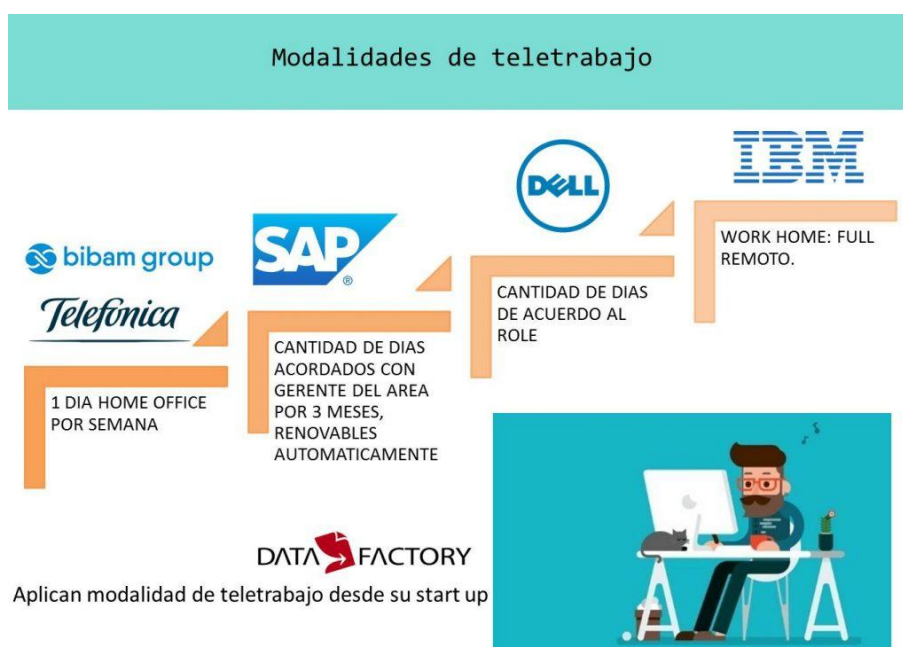 Modalidades de teletrabajo
bibam group
Telefónica
1 DIA HOME OFFICE
POR SEMANA
SAP
®
CANTIDAD DE DIAS
ACORDADOS CON
GERENTE DEL AREA
POR 3 MESES,
RENOVABLES
AUTOMATICAMENTE
DELL
CANTIDAD DE DIAS
DE ACUERDO AL
ROLE
IBM
WORK HOME: FULL
REMOTO.
DATA FACTORY
Aplican modalidad de teletrabajo desde su start up